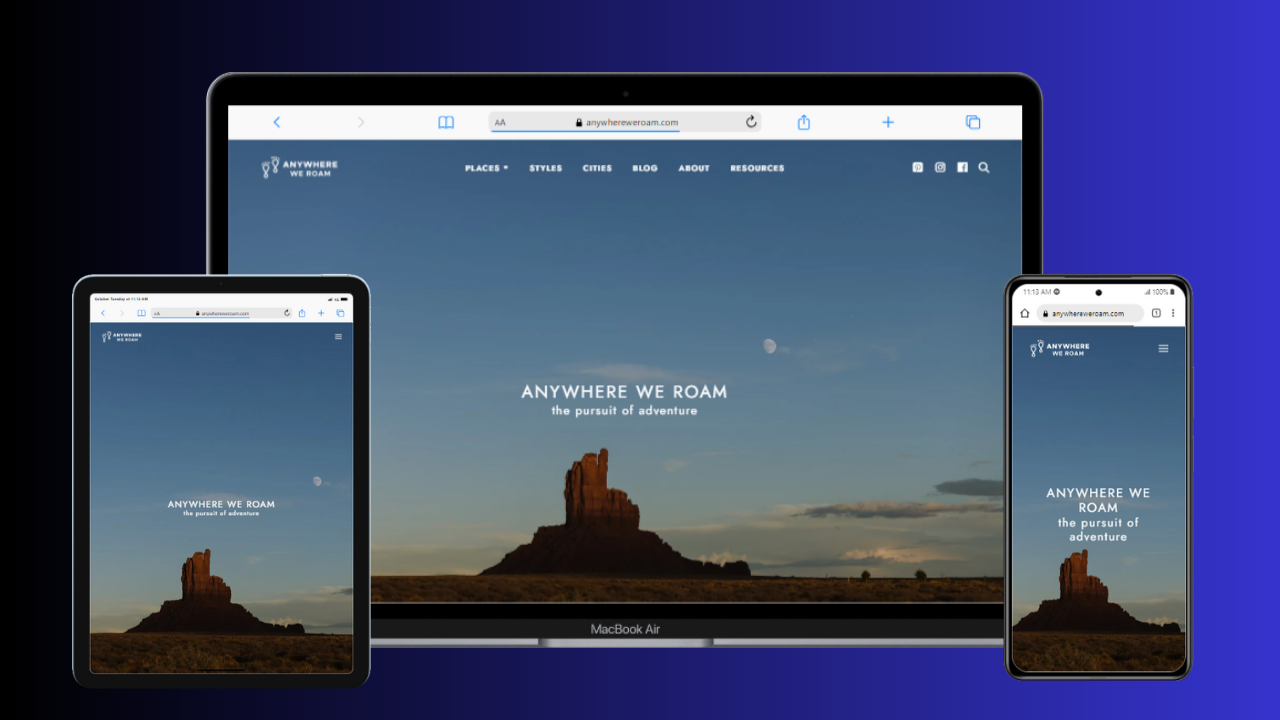 AA anywhereweroam.com
ANYWHERE
WE ROAM
PLACES STYLES CITIES BLOG ABOUT RESOURCES
ANYWHERE WE ROAM
the pursuit of adventure
MacBook Air
October Tuesday at 11:13 AM
AA anywhereweroam.com
ANYWHERE
WE ROAM
ANYWHERE WE ROAM
the pursuit of adventure
11:13 AM 100%
anywhereweroam.com 1
ANYWHERE
WE ROAM
ANYWHERE WE
ROAM
the pursuit of
adventure